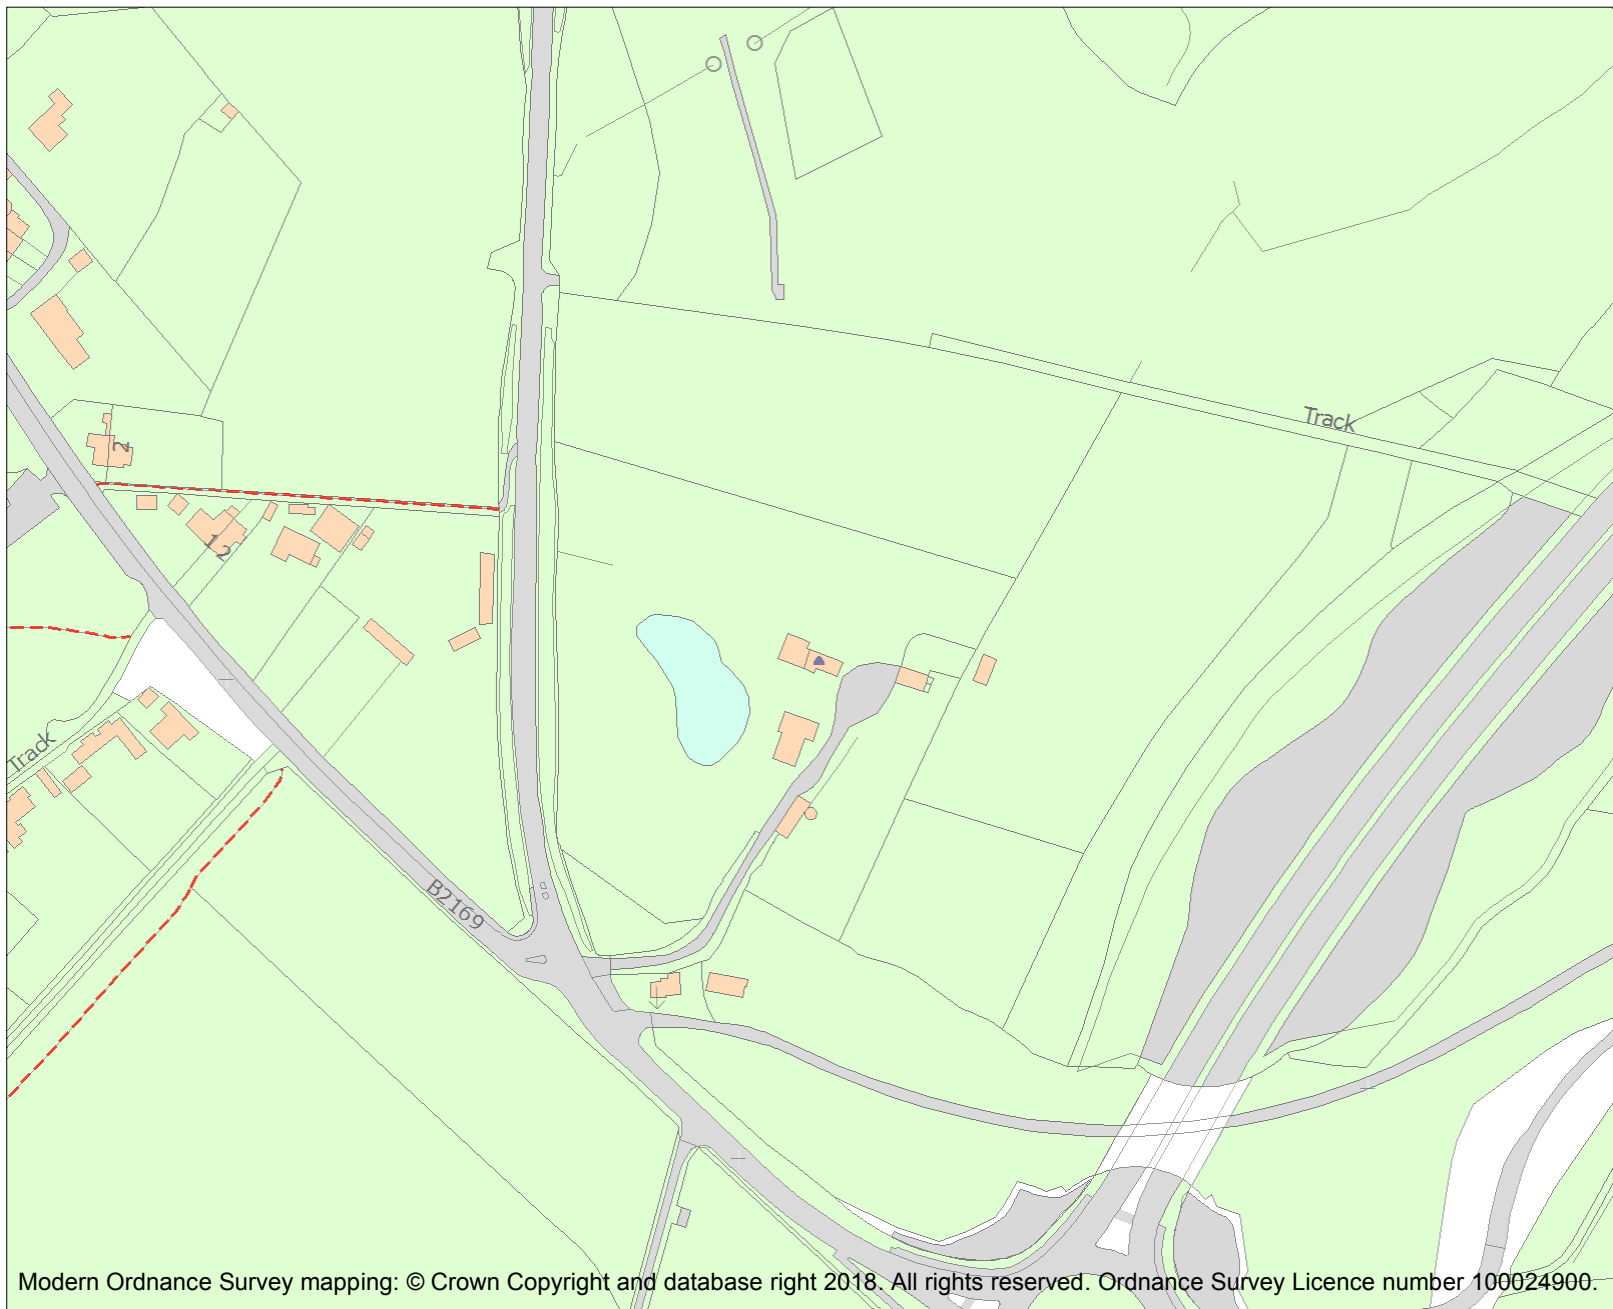 Track
2
12
Track
B2169
Modern Ordnance Survey mapping: © Crown Copyright and database right 2018. All rights reserved. Ordnance Survey Licence number 100024900.